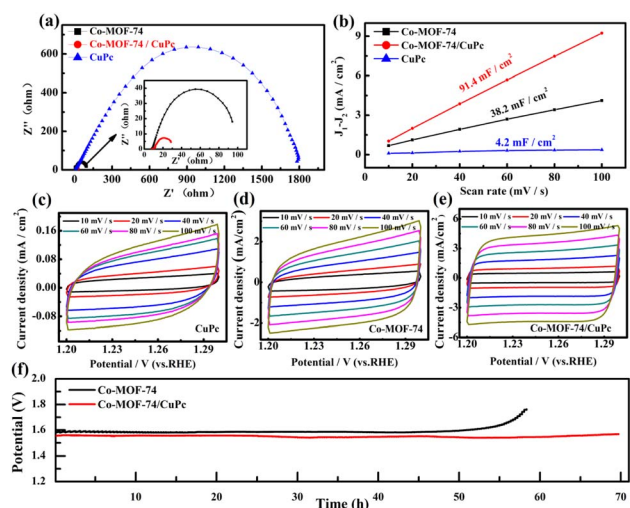 (a)
Co-MOF-74
Co-MOF-74 / CuPc
CuPc
Z'' (ohm)
600
400
200
0
0 300 600 900 1200 1500 1800
Z' (ohm)
Z'' (ohm)
40
30
20
10
0
0 30 60 90
Z' (ohm)
(b)
Co-MOF-74
Co-MOF-74/CuPc
CuPc
J1-J2 (mA / cm2)
9
6
3
0
91.4 mF / cm2
38.2 mF / cm2
4.2 mF / cm2
20 40 60 80 100
Scan rate (mV / s)
(c)
10 mV / s 20 mV / s 40 mV / s
60 mV / s 80 mV / s 100 mV / s
Current density (mA / cm2)
0.16
0.08
0.00
-0.08
CuPc
1.20 1.23 1.26 1.29
Potential / V (vs.RHE)
(d)
10 mV / s 20 mV / s 40 mV / s
60 mV / s 80 mV / s 100 mV / s
Current density (mA / cm2)
2
0
-2
Co-MOF-74
1.20 1.23 1.26 1.29
Potential / V (vs.RHE)
(e)
10 mV / s 20 mV / s 40 mV / s
60 mV / s 80 mV / s 100 mV / s
Current density (mA / cm2)
6
3
0
-3
-6
Co-MOF-74/CuPc
1.20 1.23 1.26 1.29
Potential / V (vs.RHE)
(f)
Co-MOF-74
Co-MOF-74/CuPc
Potential (V)
2.0
1.8
1.6
1.4
1.2
10 20 30 40 50 60 70
Time (h)